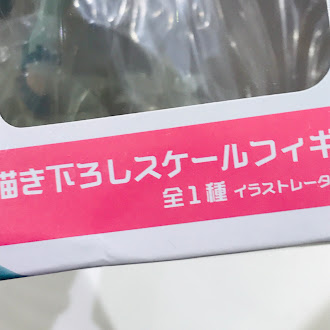 描き下ろしスケールフィギ
全1種 イラストレータ